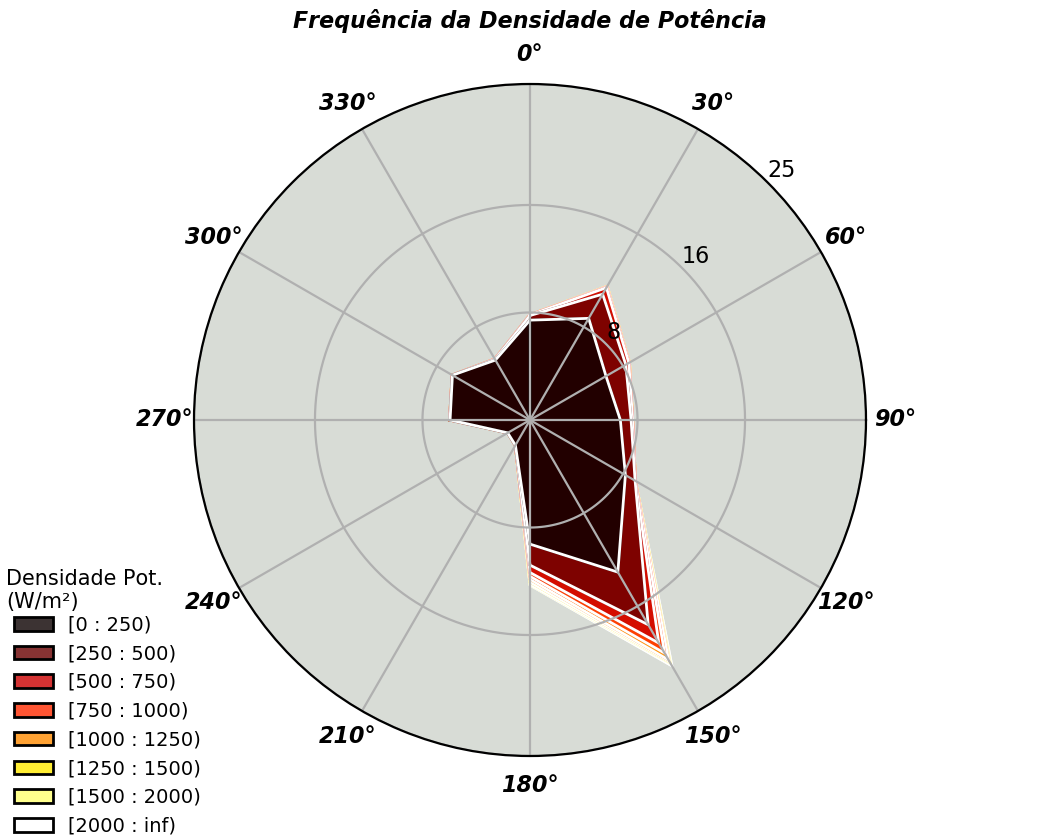 Frequência da Densidade de Potência
0°
330°
30°
25
300°
60°
16
8
270°
90°
240°
120°
210°
150°
180°
Densidade Pot.
(W/m²)
[0 : 250)
[250 : 500)
[500 : 750)
[750 : 1000)
[1000 : 1250)
[1250 : 1500)
[1500 : 2000)
[2000 : inf)